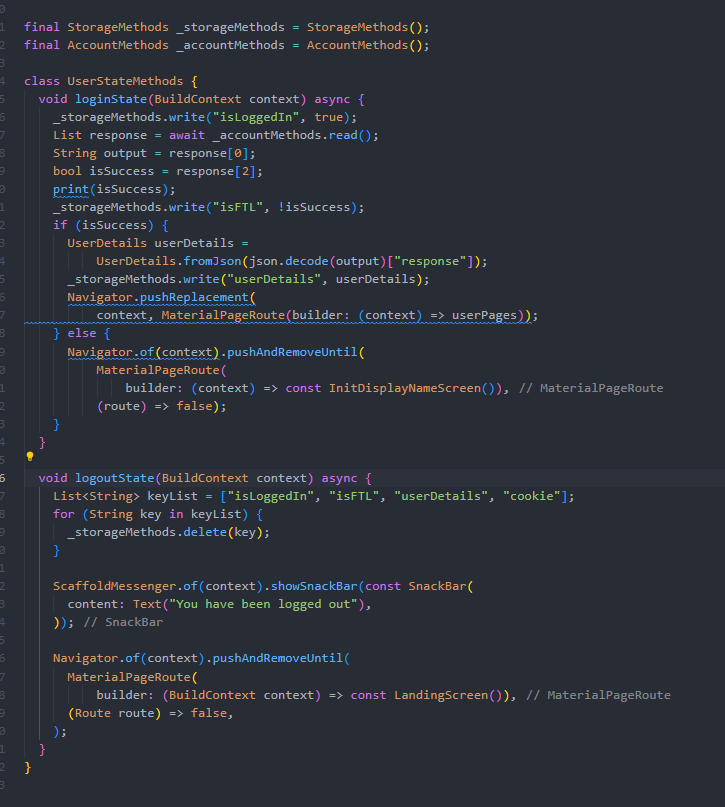 final StorageMethods _storageMethods = StorageMethods();
final AccountMethods _accountMethods = AccountMethods();
class UserStateMethods {
void loginState(BuildContext context) async {
_storageMethods.write("isLoggedIn", true);
List response = await _accountMethods.read();
String output = response[0];
bool isSuccess = response[2];
print(isSuccess);
_storageMethods.write("isFTL", !isSuccess);
if (isSuccess) {
UserDetails userDetails =
UserDetails.fromJson(json.decode(output)["response"]);
_storageMethods.write("userDetails", userDetails);
Navigator.pushReplacement(
context, MaterialPageRoute(builder: (context) => userPages));
} else {
Navigator.of(context).pushAndRemoveUntil(
MaterialPageRoute(
builder: (context) => const InitDisplayNameScreen()), // MaterialPageRoute
(route) => false);
}
}
void logoutState(BuildContext context) async {
List<String> keyList = ["isLoggedIn", "isFTL", "userDetails", "cookie"];
for (String key in keyList) {
_storageMethods.delete(key);
}
ScaffoldMessenger.of(context).showSnackBar(const SnackBar(
content: Text("You have been logged out"),
)); // SnackBar
Navigator.of(context).pushAndRemoveUntil(
MaterialPageRoute(
builder: (BuildContext context) => const LandingScreen()), // MaterialPageRoute
(Route route) => false,
);
}
}